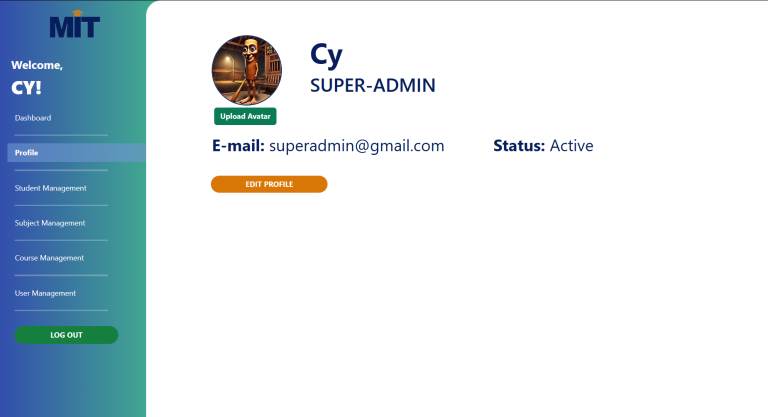 MIT
Welcome,
CY!
Dashboard
Profile
Student Management
Subject Management
Course Management
User Management
LOG OUT
Cy
SUPER-ADMIN
Upload Avatar
E-mail: superadmin@gmail.com
Status: Active
EDIT PROFILE